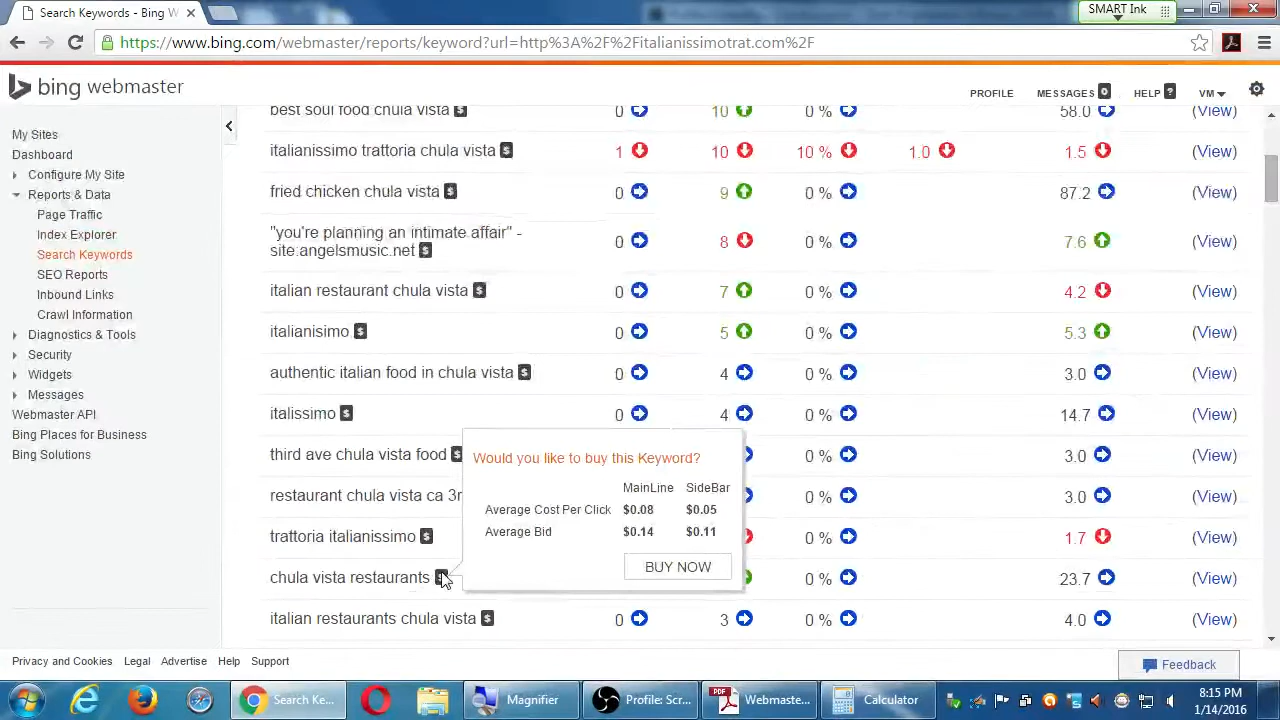 Search Keywords - Bing W
SMART Ink
https://www.bing.com/webmaster/reports/keyword?url=http%3A%2F%2Fitalianissimotrat.com%2F
bing webmaster
PROFILE MESSAGES 0 HELP ? VM
My Sites
Dashboard
Configure My Site
Reports & Data
Page Traffic
Index Explorer
Search Keywords
SEO Reports
Inbound Links
Crawl Information
Diagnostics & Tools
Security
Widgets
Messages
Webmaster API
Bing Places for Business
Bing Solutions
best soul food chula vista $ 0 10 0 % 58.0 (View)
italianissimo trattoria chula vista $ 1 10 10 % 1.0 1.5 (View)
fried chicken chula vista $ 0 9 0 % 87.2 (View)
"you're planning an intimate affair" -
site:angelsmusic.net $ 0 8 0 % 7.6 (View)
italian restaurant chula vista $ 0 7 0 % 4.2 (View)
italianisimo $ 0 5 0 % 5.3 (View)
authentic italian food in chula vista $ 0 4 0 % 3.0 (View)
italissimo $ 0 4 0 % 14.7 (View)
third ave chula vista food $ 0 % 3.0 (View)
restaurant chula vista ca 3r 0 % 3.0 (View)
trattoria italianissimo $ 0 % 1.7 (View)
chula vista restaurants $ 0 % 23.7 (View)
italian restaurants chula vista $ 0 3 0 % 4.0 (View)
Would you like to buy this Keyword?
MainLine SideBar
Average Cost Per Click $0.08 $0.05
Average Bid $0.14 $0.11
BUY NOW
Privacy and Cookies Legal Advertise Help Support
Feedback
Search Ke...
Magnifier
Profile: Scr...
PDF
Webmaste...
Calculator
8:15 PM
1/14/2016